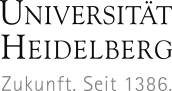 UNIVERSITÄT
HEIDELBERG
Zukunft. Seit 1386.